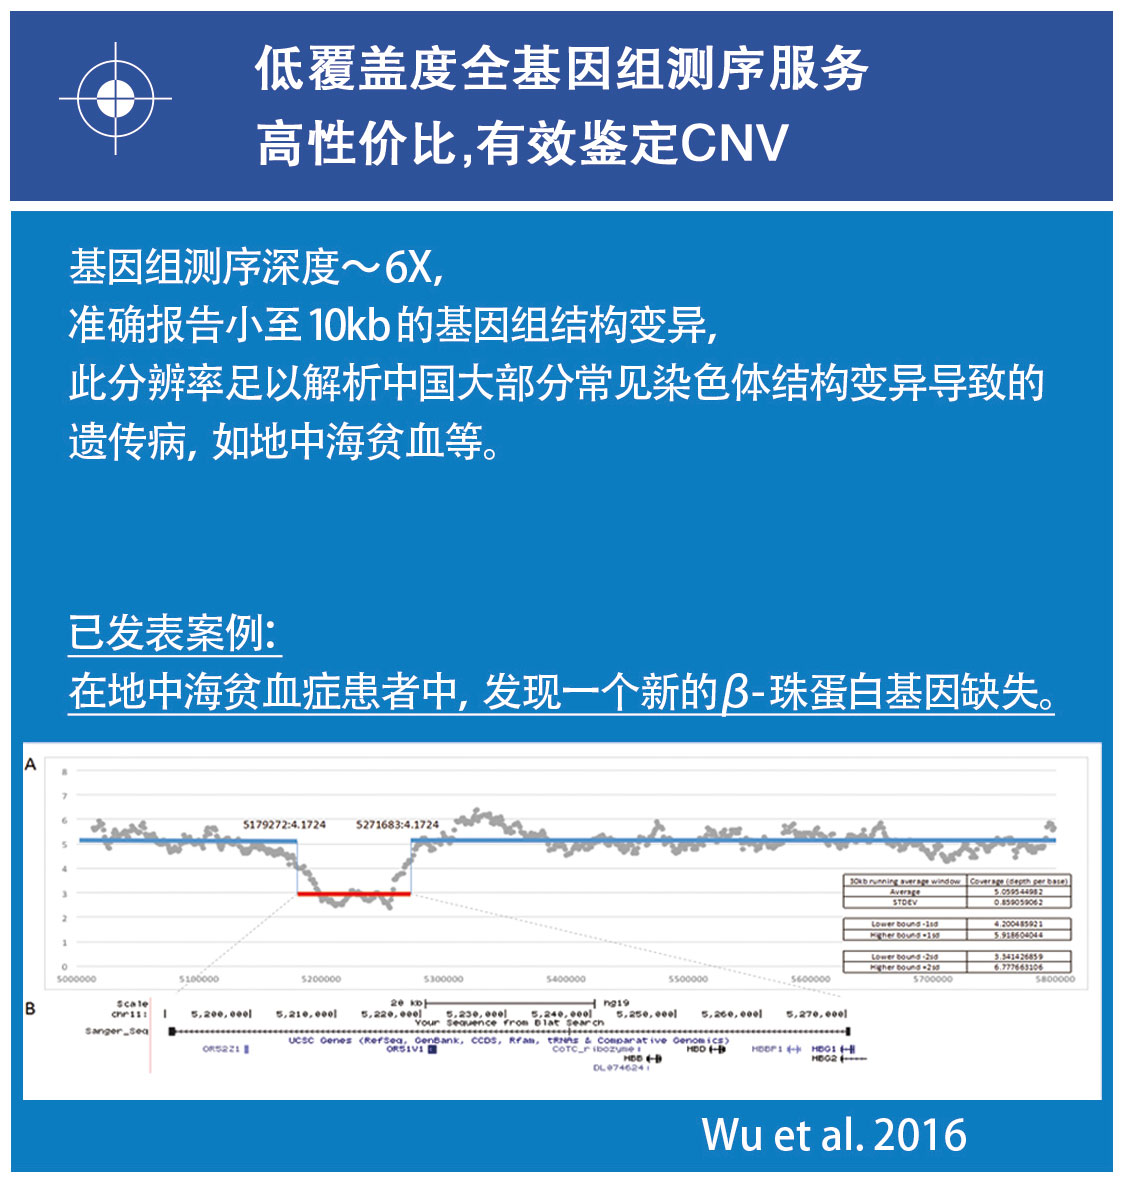 低覆盖度全基因组测序服务
高性价比,有效鉴定CNV
基因组测序深度～6X,
准确报告小至10kb的基因组结构变异,
此分辨率足以解析中国大部分常见染色体结构变异导致的
遗传病, 如地中海贫血等。
已发表案例:
在地中海贫血症患者中, 发现一个新的β-珠蛋白基因缺失。
A
8
7
6
5
4
3
2
1
0
5179272:4.1724 5271683:4.1724
30kb running average window Coverage (depth per base)
Average 5.059544982
STDEV 0.859059062
Lower bound -1sd 4.200485921
Higher bound +1sd 5.918604044
Lower bound -2sd 3.341426859
Higher bound +2sd 6.777663106
5000000 5100000 5200000 5300000 5400000 5500000 5600000 5700000 5800000
B
Scale 20 kb hg19
chr11: 5,200,000 5,210,000 5,220,000 5,230,000 5,240,000 5,250,000 5,260,000 5,270,000
Your Sequence from Blat Search
Sanger_Seq
UCSC Genes (RefSeq, GenBank, CCDS, Rfam, tRNAs & Comparative Genomics)
OR52Z1 OR51V1 CoTC_ribozyme HBD HBBP1 HBG1
HBB HBG2
DL074624
Wu et al. 2016